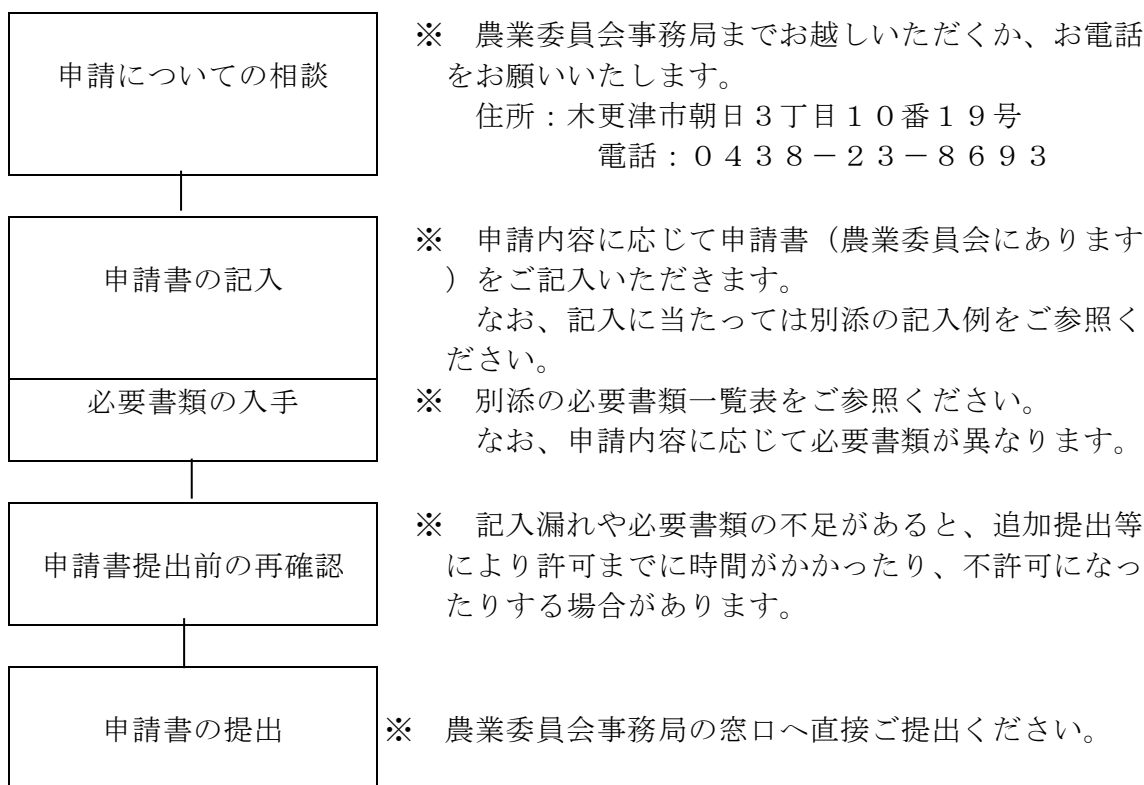 申請についての相談
※　農業委員会事務局までお越しいただくか、お電話
をお願いいたします。
住所：木更津市朝日３丁目１０番１９号
電話：０４３８－２３－８６９３
申請書の記入
※　申請内容に応じて申請書（農業委員会にあります
）をご記入いただきます。
なお、記入に当たっては別添の記入例をご参照く
ださい。
必要書類の入手
※　別添の必要書類一覧表をご参照ください。
なお、申請内容に応じて必要書類が異なります。
申請書提出前の再確認
※　記入漏れや必要書類の不足があると、追加提出等
により許可までに時間がかかったり、不許可になっ
たりする場合があります。
申請書の提出
※　農業委員会事務局の窓口へ直接ご提出ください。